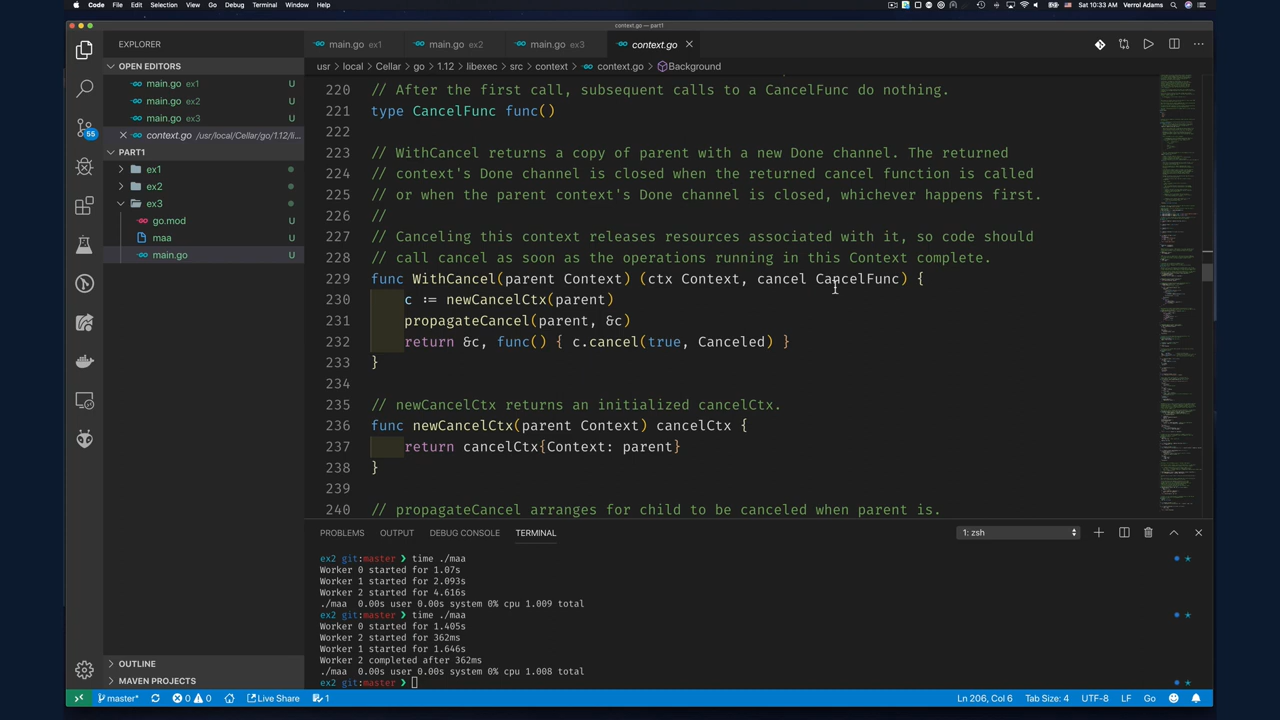 Code File Edit Selection View Go Debug Terminal Window Help
Sat 10:33 AM Verrol Adams
context.go — part1
EXPLORER
main.go ex1
main.go ex2
main.go ex3
context.go
OPEN EDITORS
main.go ex1 U
main.go ex2 U
main.go ex3 U
context.go /usr/local/Cellar/go/1.12/li...
PART1
ex1
ex2
ex3
go.mod U
maa U
main.go U
55
usr › local › Cellar › go › 1.12 › libexec › src › context › context.go › Background
220 // After the first call, subsequent calls to a CancelFunc do nothing.
221 type CancelFunc func()
222
223 // WithCancel returns a copy of parent with a new Done channel. The returned
224 // context's Done channel is closed when the returned cancel function is called
225 // or when the parent context's Done channel is closed, whichever happens first.
226 //
227 // Canceling this context releases resources associated with it, so code should
228 // call cancel as soon as the operations running in this Context complete.
229 func WithCancel(parent Context) (ctx Context, cancel CancelFunc) {
230 c := newCancelCtx(parent)
231 propagateCancel(parent, &c)
232 return &c, func() { c.cancel(true, Canceled) }
233 }
234
235 // newCancelCtx returns an initialized cancelCtx.
236 func newCancelCtx(parent Context) cancelCtx {
237 return cancelCtx{Context: parent}
238 }
239
240 // propagateCancel arranges for child to be canceled when parent is.
PROBLEMS OUTPUT DEBUG CONSOLE TERMINAL
1: zsh
ex2 git:master ❯ time ./maa
Worker 0 started for 1.07s
Worker 1 started for 2.093s
Worker 2 started for 4.616s
./maa 0.00s user 0.00s system 0% cpu 1.009 total
ex2 git:master ❯ time ./maa
Worker 0 started for 1.405s
Worker 2 started for 362ms
Worker 1 started for 1.646s
Worker 2 completed after 362ms
./maa 0.00s user 0.00s system 0% cpu 1.008 total
ex2 git:master ❯
OUTLINE
MAVEN PROJECTS
master* 0 0 Live Share 1
Ln 206, Col 6 Tab Size: 4 UTF-8 LF Go